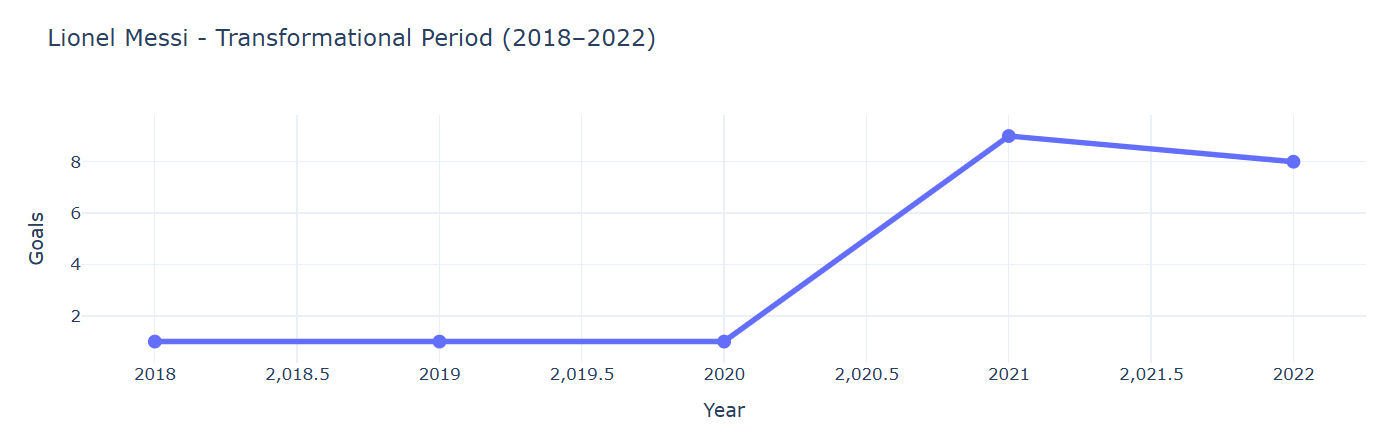 Lionel Messi - Transformational Period (2018–2022)
8
6
4
2
Goals
2018 2,018.5 2019 2,019.5 2020 2,020.5 2021 2,021.5 2022
Year